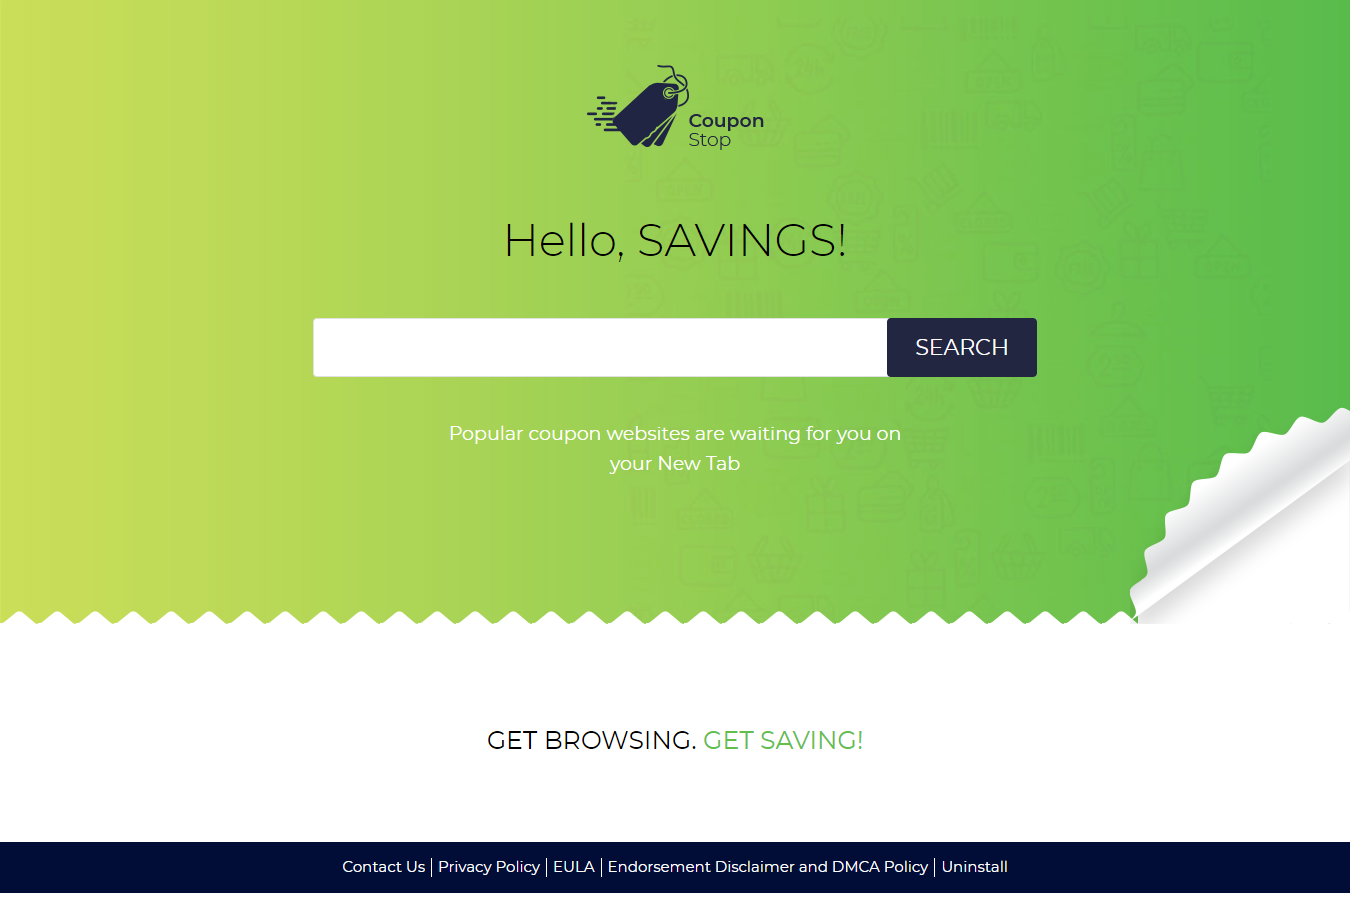 Coupon
Stop
Hello, SAVINGS!
SEARCH
Popular coupon websites are waiting for you on
your New Tab
GET BROWSING. GET SAVING!
Contact Us | Privacy Policy | EULA | Endorsement Disclaimer and DMCA Policy | Uninstall